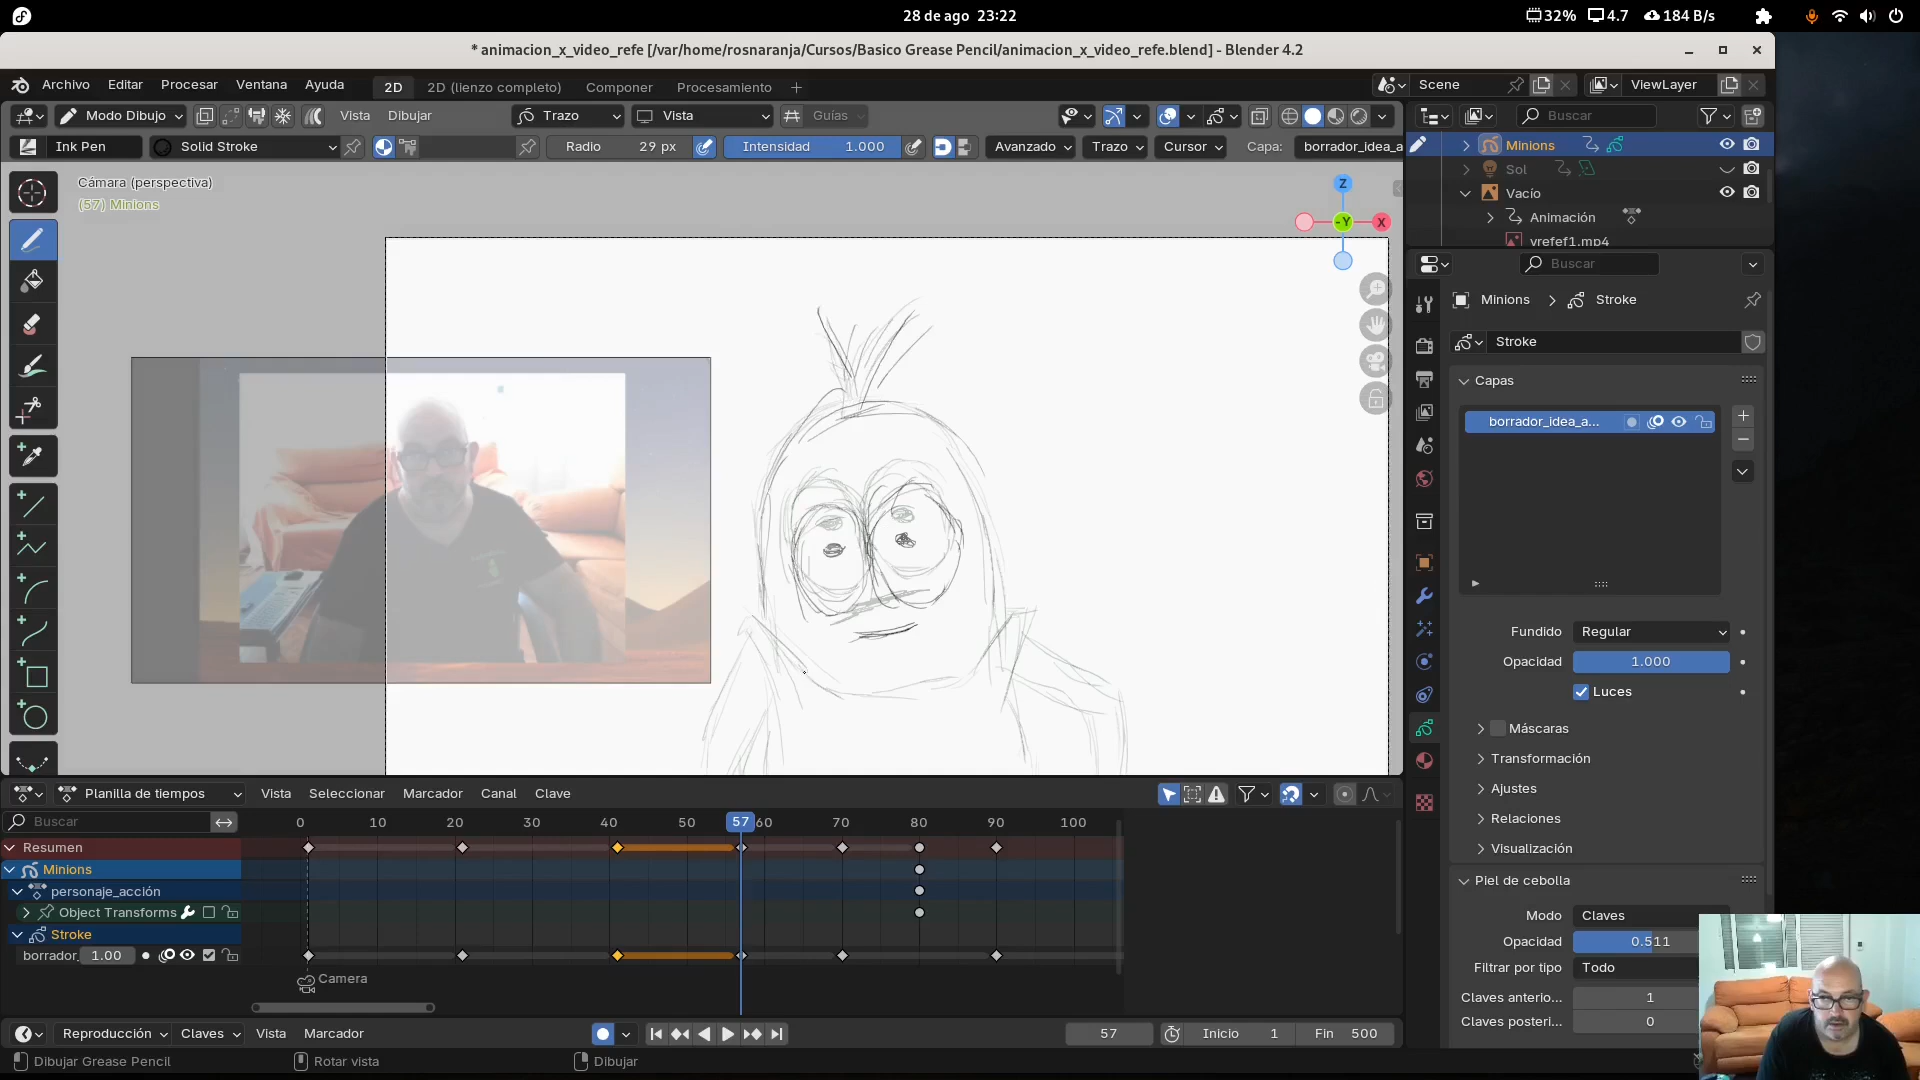 28 de ago 23:22
32% 4.7 184 B/s
* animacion_x_video_refe [/var/home/rosnaranja/Cursos/Basico Grease Pencil/animacion_x_video_refe.blend] - Blender 4.2
Archivo Editar Procesar Ventana Ayuda 2D 2D (lienzo completo) Componer Procesamiento + Scene ViewLayer
Modo Dibujo Vista Dibujar Trazo Vista Guías Buscar
Ink Pen Solid Stroke Radio 29 px Intensidad 1.000 Avanzado Trazo Cursor Capa: borrador_idea_a
Minions
Sol
Vacío
Animación
vrefef1.mp4
Cámara (perspectiva)
(57) Minions
Z
-Y
X
Buscar
Minions > Stroke
Stroke
Capas
borrador_idea_a...
Fundido Regular
Opacidad 1.000
Luces
Máscaras
Transformación
Ajustes
Relaciones
Visualización
Piel de cebolla
Modo Claves
Opacidad 0.511
Filtrar por tipo Todo
Claves anterio... 1
Claves posteri... 0
Planilla de tiempos Vista Seleccionar Marcador Canal Clave
Buscar 0 10 20 30 40 50 57 60 70 80 90 100
Resumen
Minions
personaje_acción
Object Transforms
Stroke
borrador_ 1.00
Camera
Reproducción Claves Vista Marcador 57 Inicio 1 Fin 500
Dibujar Grease Pencil Rotar vista Dibujar